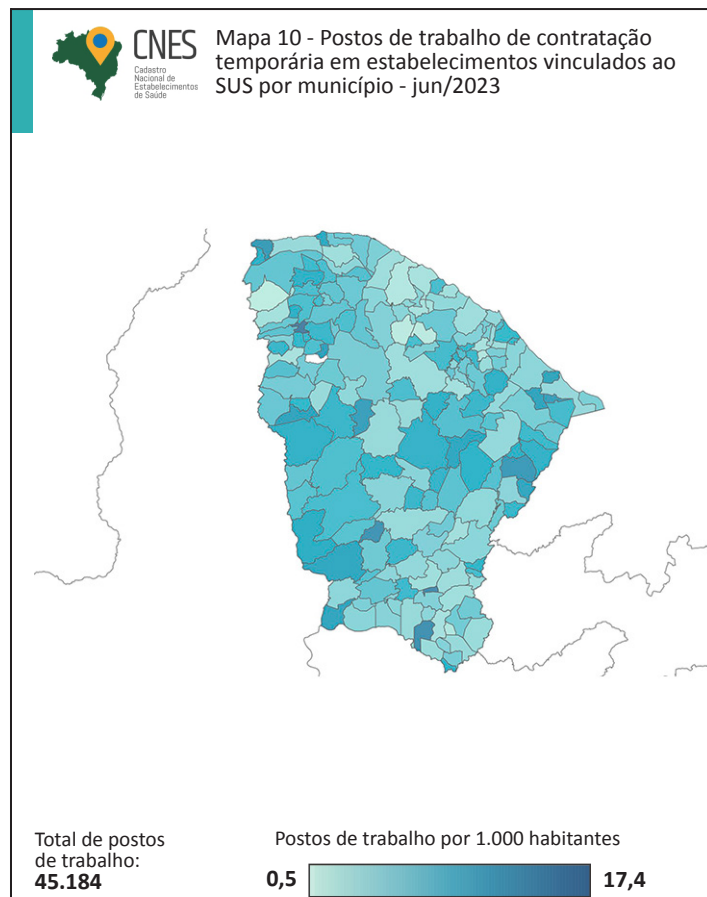 CNES
Cadastro
Nacional de
Estabelecimentos
de Saúde
Mapa 10 - Postos de trabalho de contratação
temporária em estabelecimentos vinculados ao
SUS por município - jun/2023
Total de postos
de trabalho:
45.184
Postos de trabalho por 1.000 habitantes
0,5
17,4